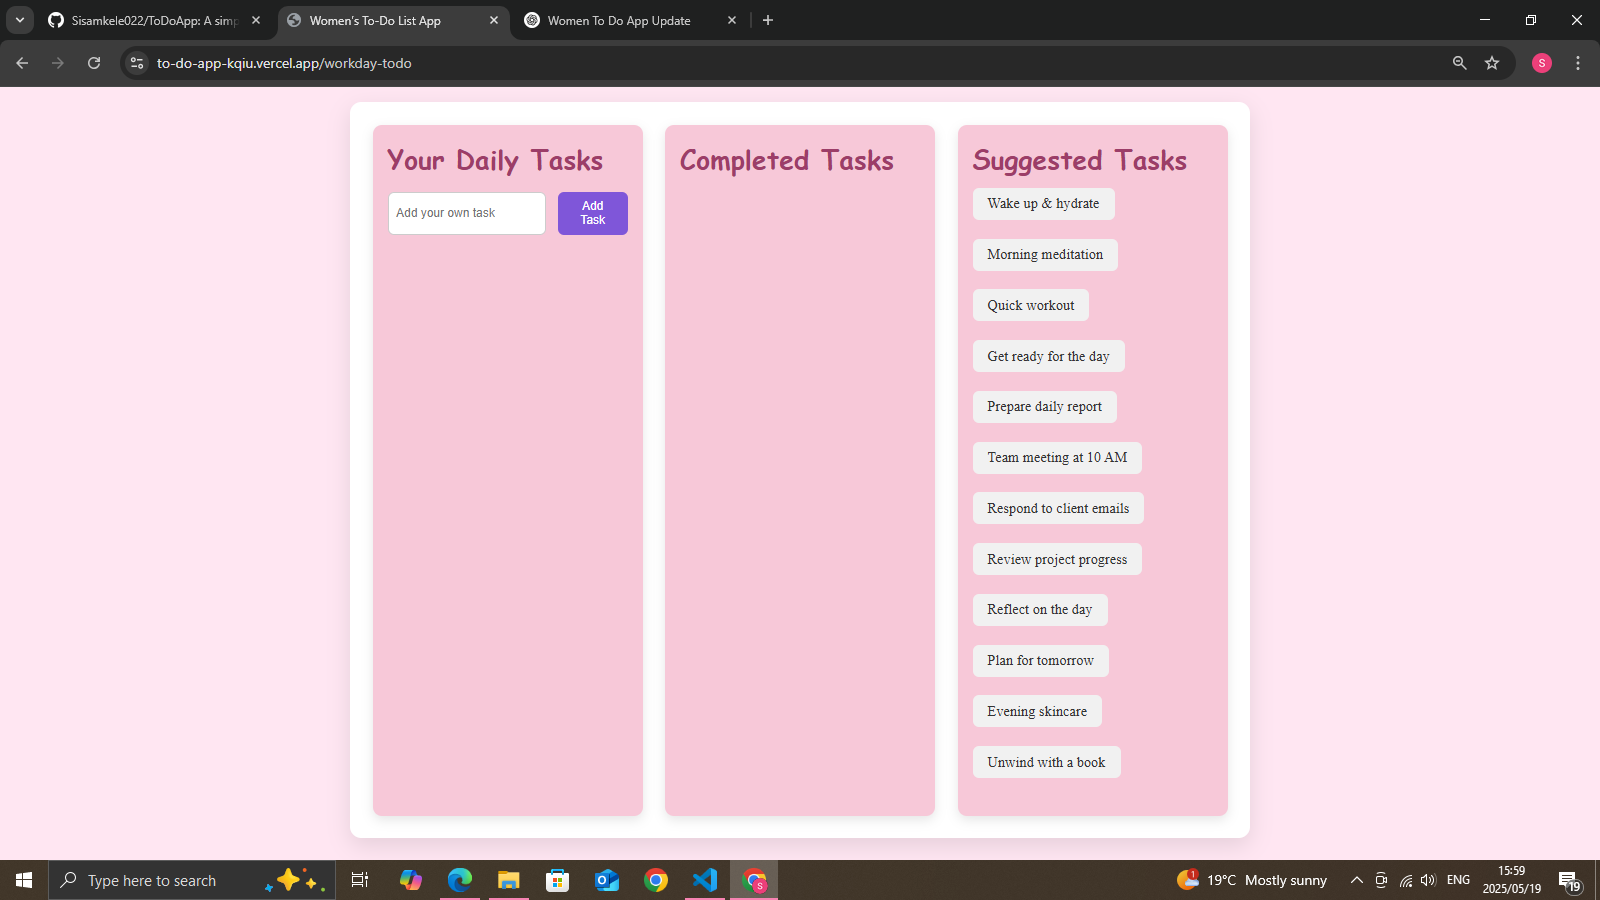 Sisamkele022/ToDoApp: A simp
Women's To-Do List App
Women To Do App Update
to-do-app-kqiu.vercel.app/workday-todo
S
Your Daily Tasks
Add your own task
Add
Task
Completed Tasks
Suggested Tasks
Wake up & hydrate
Morning meditation
Quick workout
Get ready for the day
Prepare daily report
Team meeting at 10 AM
Respond to client emails
Review project progress
Reflect on the day
Plan for tomorrow
Evening skincare
Unwind with a book
Type here to search
S
1
19°C Mostly sunny
ENG
15:59
2025/05/19
19